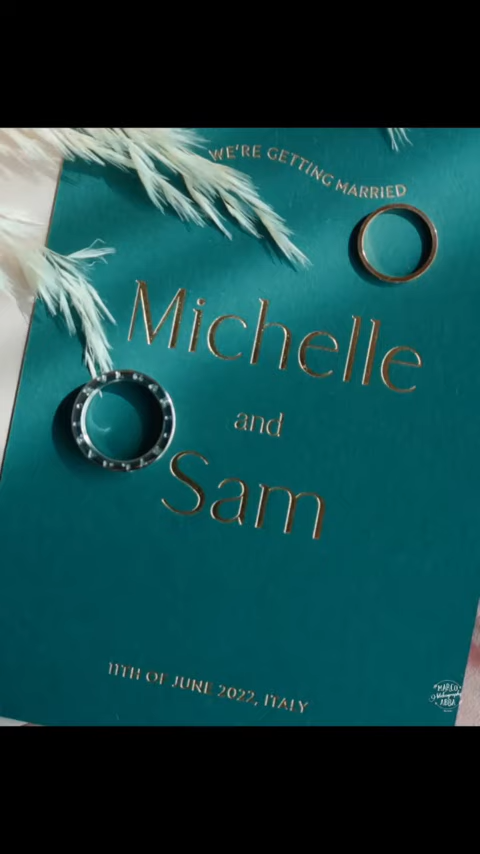 WE'RE GETTING MARRIED
Michelle
and
Sam
11TH OF JUNE 2022, ITALY